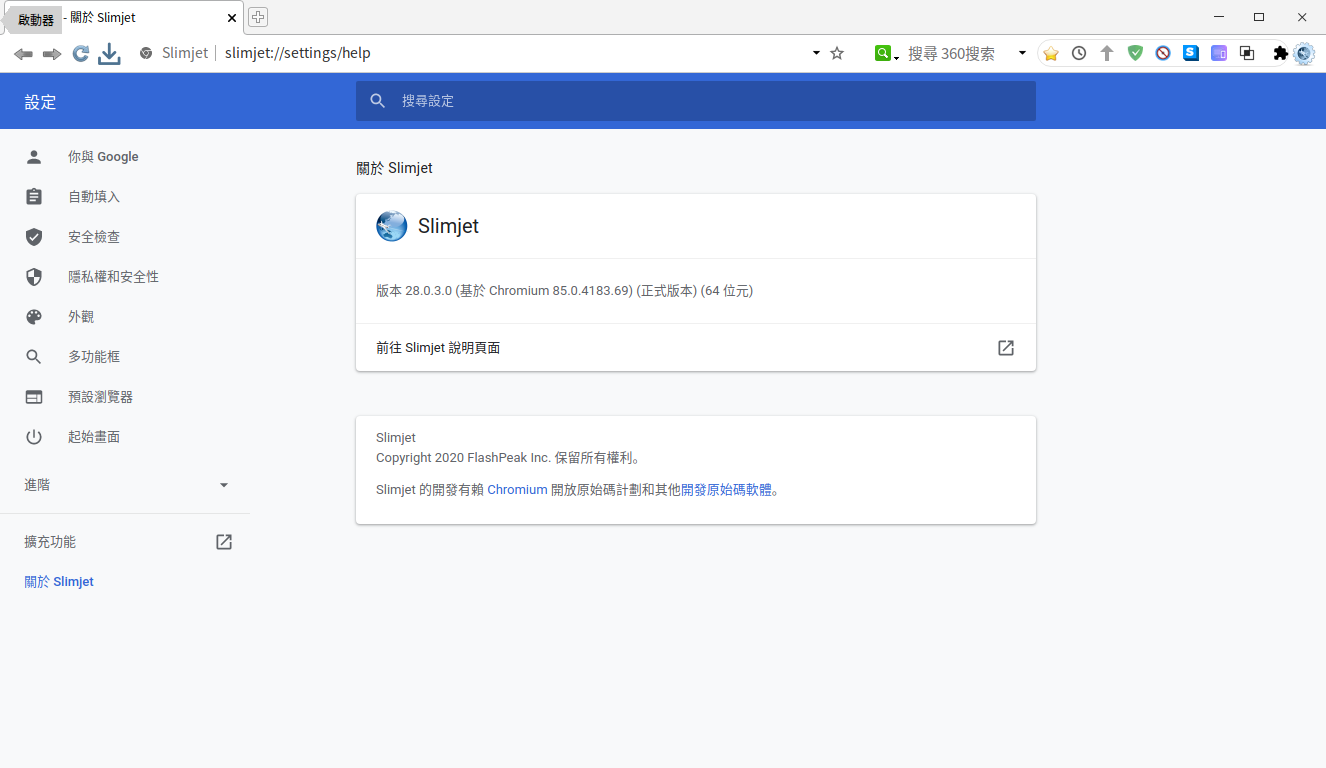 啟動器 - 關於 Slimjet
Slimjet slimjet://settings/help 搜尋 360搜索
設定
搜尋設定
你與 Google
自動填入
安全檢查
隱私權和安全性
外觀
多功能框
預設瀏覽器
起始畫面
進階
擴充功能
關於 Slimjet
關於 Slimjet
Slimjet
版本 28.0.3.0 (基於 Chromium 85.0.4183.69) (正式版本) (64 位元)
前往 Slimjet 說明頁面
Slimjet
Copyright 2020 FlashPeak Inc. 保留所有權利。
Slimjet 的開發有賴 Chromium 開放原始碼計劃和其他開發原始碼軟體。